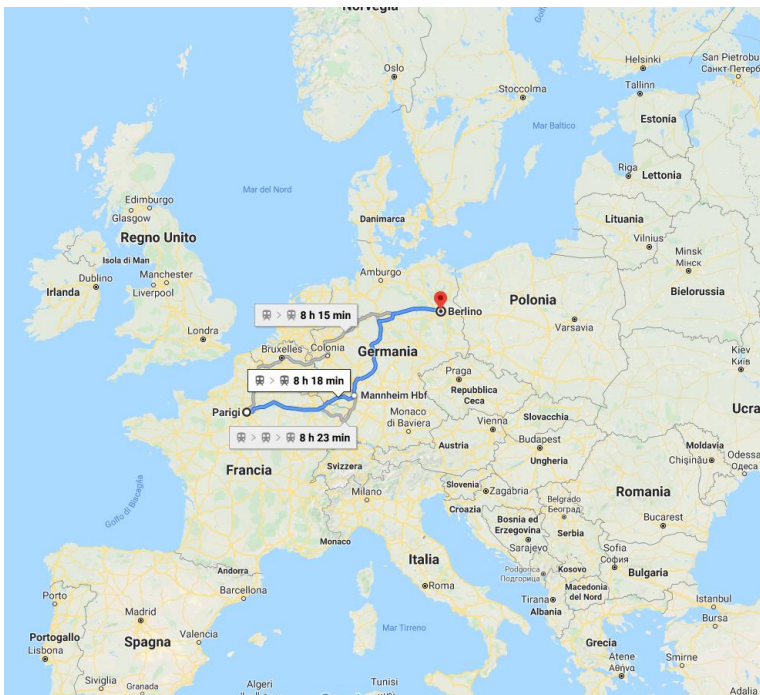 Norvegia
Golfo
Oslo
Stoccolma
Helsinki
San Pietrobu
Санкт-Петерб
Tallinn
Estonia
Mar Baltico
Riga
Lettonia
Mar del Nord
Edimburgo
Glasgow
Danimarca
Lituania
Vilnius
Regno Unito
Isola di Man
Minsk
Мінск
Dublino
Manchester
Irlanda
Liverpool
Amburgo
Bielorussia
Berlino
Polonia
8 h 15 min
Londra
Varsavia
Bruxelles
Colonia
Germania
Kiev
Київ
Praga
8 h 18 min
Repubblica
Ceca
Mannheim Hbf
Parigi
Monaco
di Baviera
Slovacchia
Ucra
Vienna
8 h 23 min
Budapest
Moldavia
Austria
Chișinău
Odessa
Одеса
Ungheria
Francia
Svizzera
Slovenia
Zagabria
Romania
Milano
Croazia
Belgrado
Београд
Golfo di Biscaglia
Bosnia ed
Erzegovina
Bucarest
Serbia
Monaco
Sarajevo
Sofia
София
Italia
Andorra
Podgorica
Подгорица
Kosovo
Bulgaria
Roma
Barcellona
Macedonia
del Nord
Porto
Tirana
Albania
Istanbul
Madrid
Bursa
Mar Tirreno
Portogallo
Valencia
Lisbona
Spagna
Grecia
Atene
Αθήνα
Smirne
Siviglia
Granada
Algeri
Tunisi
Adalia